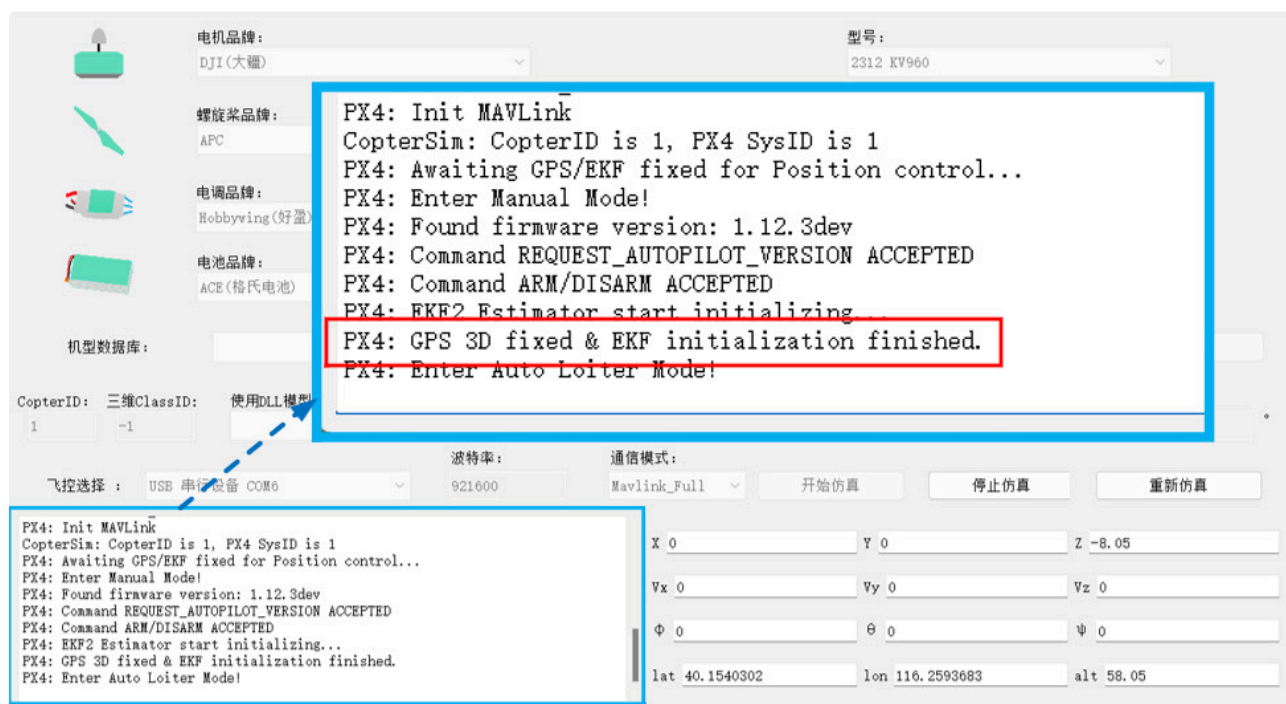 电机品牌：
型号：
DJI(大疆)
2312 KV960
螺旋桨品牌：
APC
电调品牌：
Hobbywing(好盈)
电池品牌：
ACE(格氏电池)
PX4: Init MAVLink
CopterSim: CopterID is 1, PX4 SysID is 1
PX4: Awaiting GPS/EKF fixed for Position control...
PX4: Enter Manual Mode!
PX4: Found firmware version: 1.12.3dev
PX4: Command REQUEST_AUTOPILOT_VERSION ACCEPTED
PX4: Command ARM/DISARM ACCEPTED
PX4: EKF2 Estimator start initializing...
PX4: GPS 3D fixed & EKF initialization finished.
PX4: Enter Auto Loiter Mode!
机型数据库：
CopterID： 三维ClassID： 使用DLL模型
1 -1 °
波特率： 通信模式：
飞控选择 ： USB 串行设备 COM6 921600 Mavlink_Full 开始仿真 停止仿真 重新仿真
PX4: Init MAVLink
CopterSim: CopterID is 1, PX4 SysID is 1
PX4: Awaiting GPS/EKF fixed for Position control...
PX4: Enter Manual Mode!
PX4: Found firmware version: 1.12.3dev
PX4: Command REQUEST_AUTOPILOT_VERSION ACCEPTED
PX4: Command ARM/DISARM ACCEPTED
PX4: EKF2 Estimator start initializing...
PX4: GPS 3D fixed & EKF initialization finished.
PX4: Enter Auto Loiter Mode!
X 0 Y 0 Z -8.05
Vx 0 Vy 0 Vz 0
Φ 0 θ 0 ψ 0
lat 40.1540302 lon 116.2593683 alt 58.05